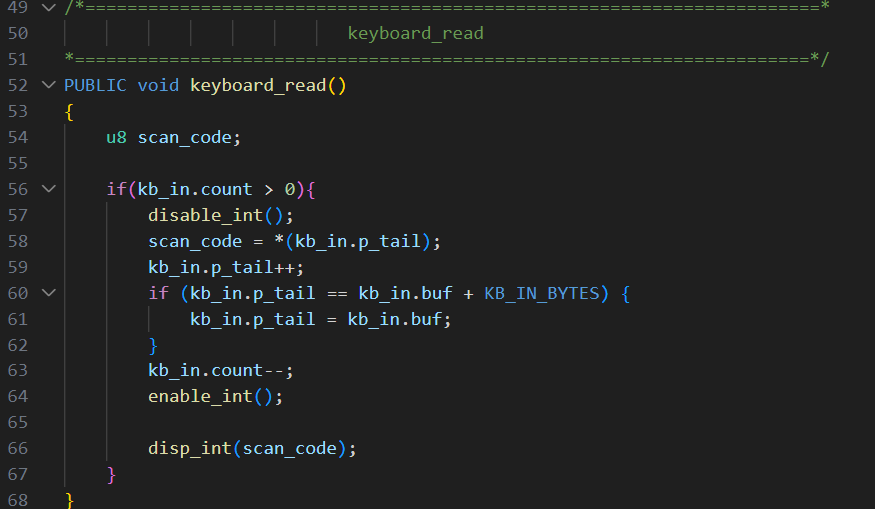 49 /*======================================================================*
50 keyboard_read
51 *======================================================================*/
52 PUBLIC void keyboard_read()
53 {
54 u8 scan_code;
55
56 if(kb_in.count > 0){
57 disable_int();
58 scan_code = *(kb_in.p_tail);
59 kb_in.p_tail++;
60 if (kb_in.p_tail == kb_in.buf + KB_IN_BYTES) {
61 kb_in.p_tail = kb_in.buf;
62 }
63 kb_in.count--;
64 enable_int();
65
66 disp_int(scan_code);
67 }
68 }